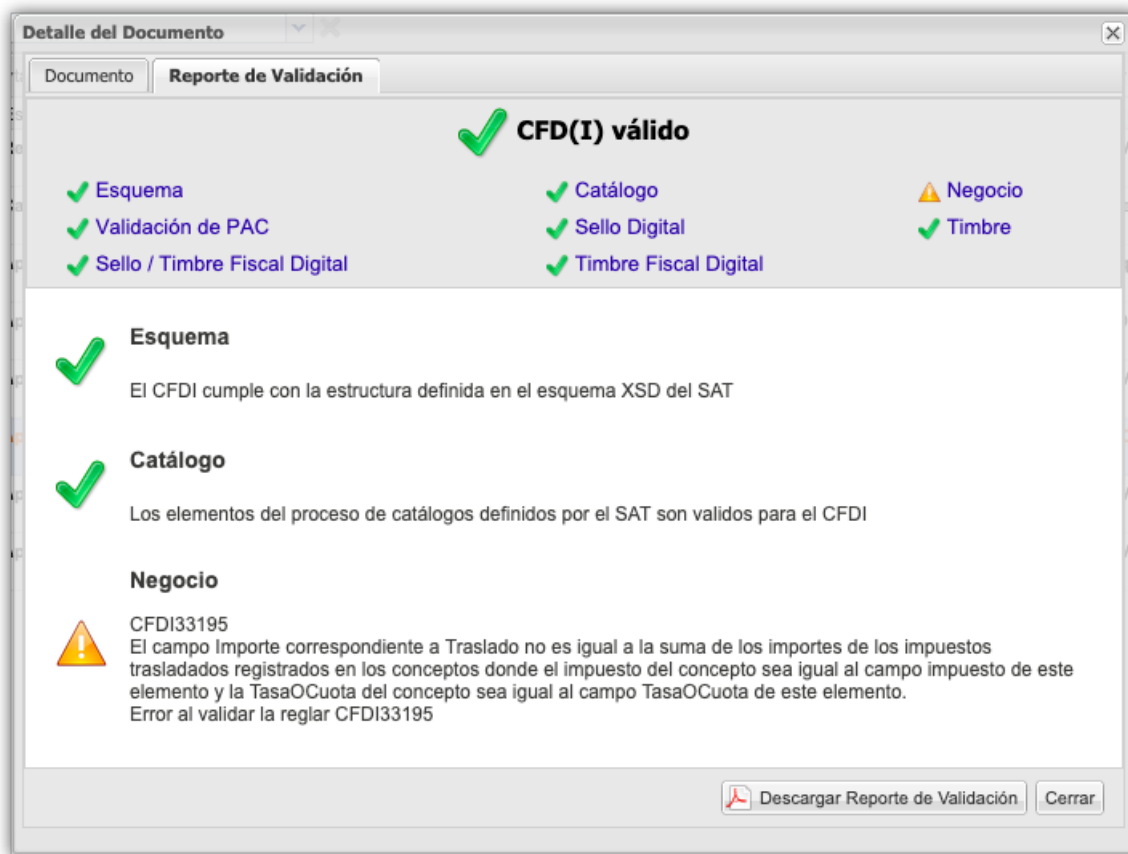 Detalle del Documento
Documento
Reporte de Validación
CFD(I) válido
Esquema
Catálogo
Negocio
Validación de PAC
Sello Digital
Timbre
Sello / Timbre Fiscal Digital
Timbre Fiscal Digital
Esquema
El CFDI cumple con la estructura definida en el esquema XSD del SAT
Catálogo
Los elementos del proceso de catálogos definidos por el SAT son validos para el CFDI
Negocio
CFDI33195
El campo Importe correspondiente a Traslado no es igual a la suma de los importes de los impuestos
trasladados registrados en los conceptos donde el impuesto del concepto sea igual al campo impuesto de este
elemento y la TasaOCuota del concepto sea igual al campo TasaOCuota de este elemento.
Error al validar la reglar CFDI33195
Descargar Reporte de Validación
Cerrar